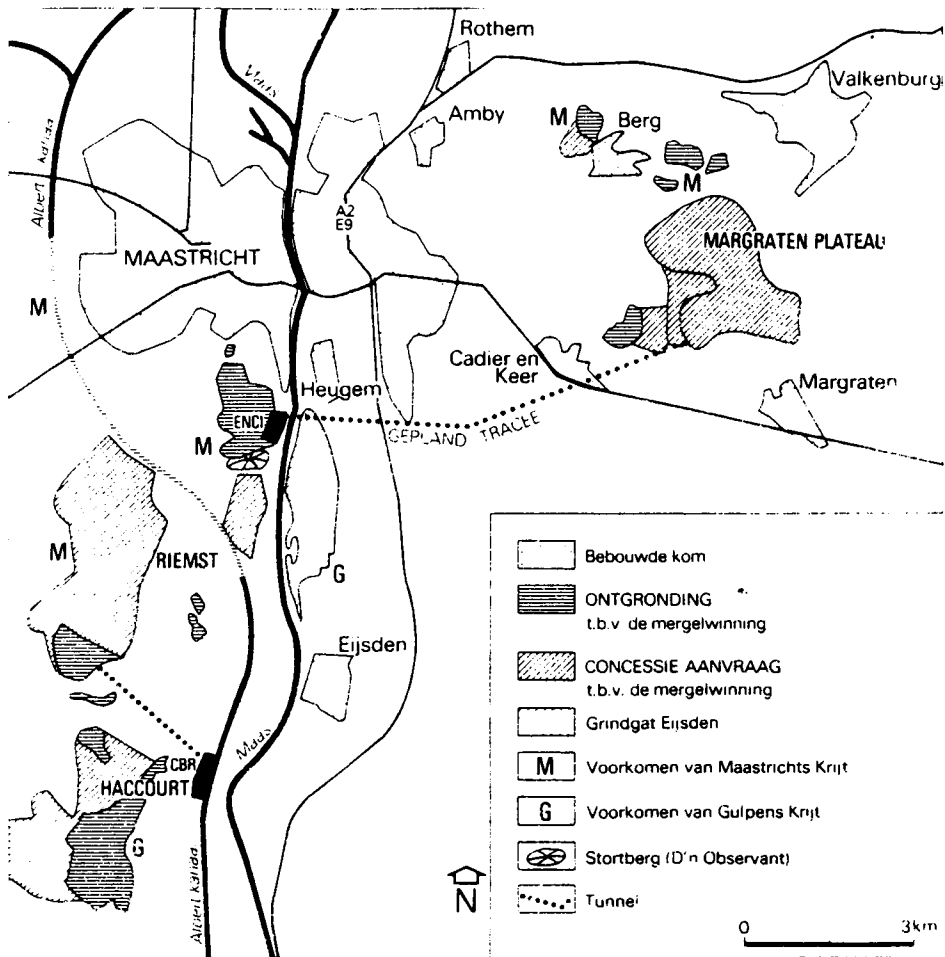 Rothem
Valkenburg
Maas
Amby
M
Berg
Albert kanaal
M
A2
E9
MARGRATEN PLATEAU
MAASTRICHT
M
Cadier en
Keer
Heugem
Margraten
ENCI
GEPLAND TRACEE
M
M
RIEMST
G
Eijsden
Maas
CBR
HACCOURT
G
Albert kanaal
N
Bebouwde kom
ONTGRONDING
t.b.v. de mergelwinning
CONCESSIE AANVRAAG
t.b.v. de mergelwinning
Grindgat Eijsden
M Voorkomen van Maastrichts Krijt
G Voorkomen van Gulpens Krijt
Stortberg (D'n Observant)
Tunnel
0 3km